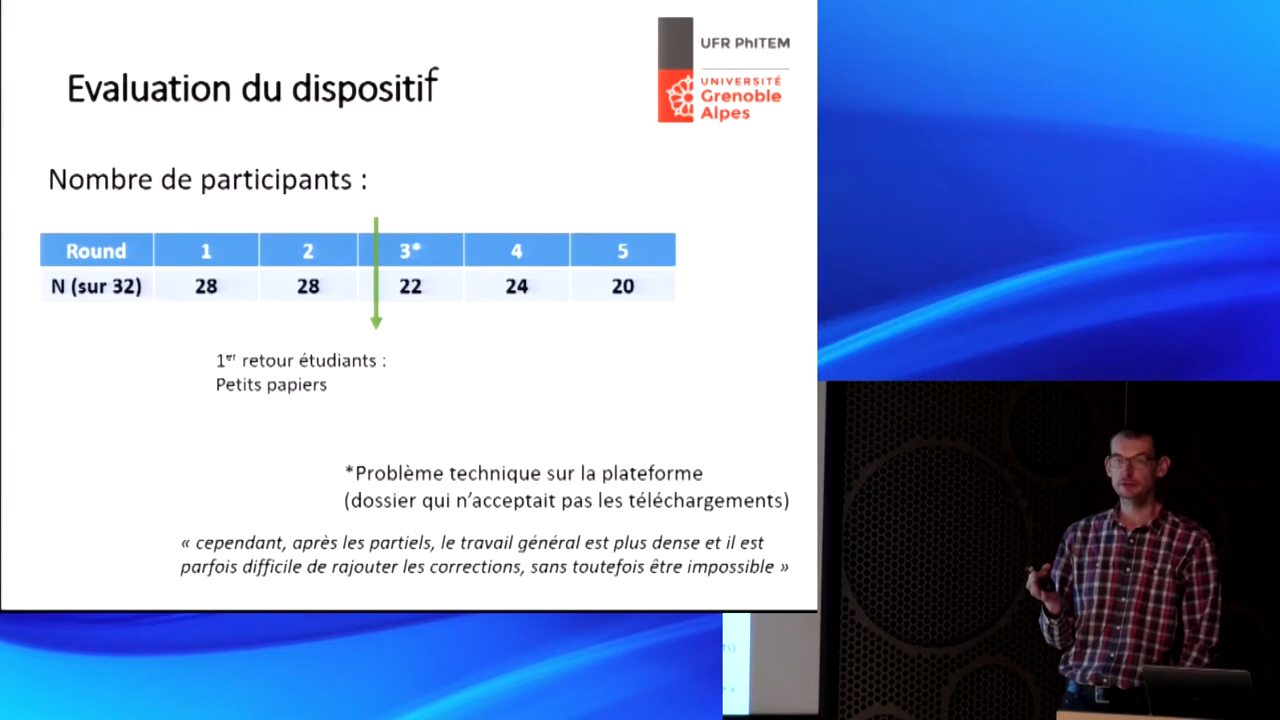 UFR PhITEM
UNIVERSITÉ
Grenoble
Alpes
Evaluation du dispositif
Nombre de participants :
Round 1 2 3* 4 5
N (sur 32) 28 28 22 24 20
1er retour étudiants :
Petits papiers
*Problème technique sur la plateforme
(dossier qui n'acceptait pas les téléchargements)
« cependant, après les partiels, le travail général est plus dense et il est
parfois difficile de rajouter les corrections, sans toutefois être impossible »
ts)
»